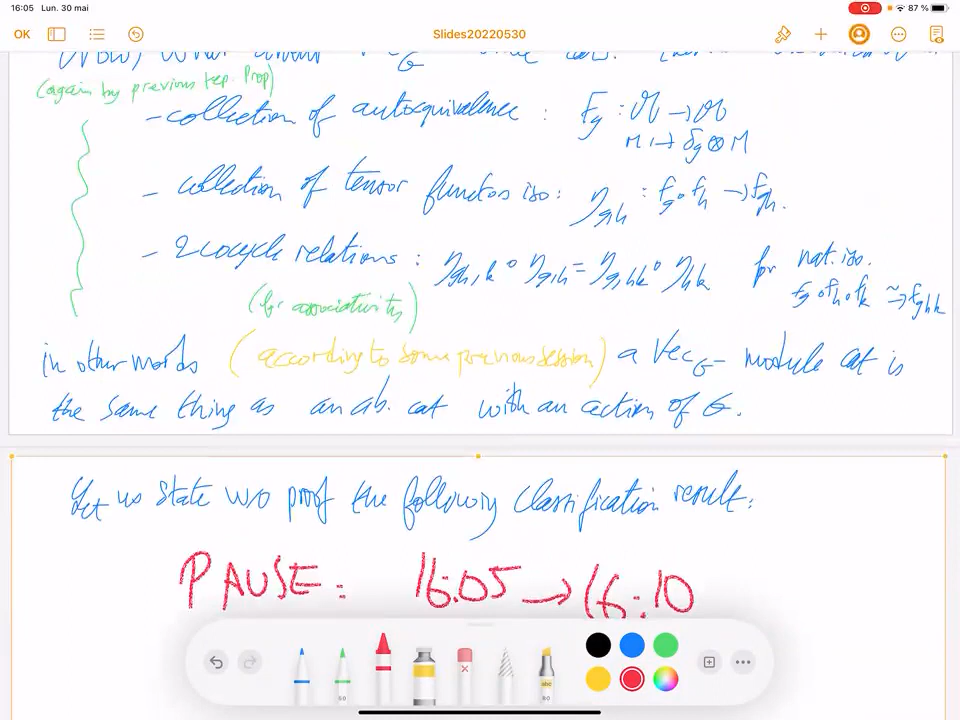 16:05 Lun. 30 mai 87 %
OK Slides20220530
(again by previous rep. Prop)
- collection of autoequivalence : F_g : M → M
M ↦ δ_g ⊗ M
- collection of tensor functors iso : η_{g,h} : F_g ∘ F_h → F_{gh}.
- 2 cocycle relations : η_{gh,k} ∘ η_{g,h} = η_{g,hk} ∘ η_{h,k} for nat. iso.
(for associativity) F_g ∘ F_h ∘ F_k ≃→ F_{ghk}
in other words (according to some previous session) a Vec_G - module cat is
the same thing as an ab. cat with an action of G.
Let us state w/o proof the following classification result:
PAUSE : 16:05 → 16:10